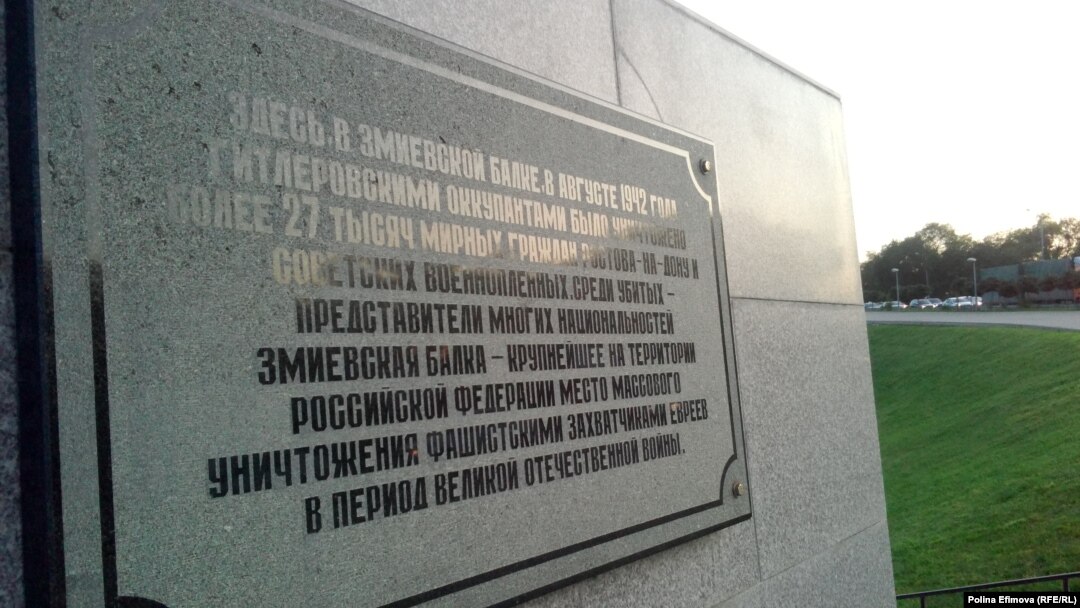 ЗДЕСЬ, В ЗМИЕВСКОЙ БАЛКЕ, В АВГУСТЕ 1942 ГОДА
ГИТЛЕРОВСКИМИ ОККУПАНТАМИ БЫЛО УНИЧТОЖЕНО
БОЛЕЕ 27 ТЫСЯЧ МИРНЫХ ГРАЖДАН РОСТОВА-НА-ДОНУ И
СОВЕТСКИХ ВОЕННОПЛЕННЫХ.СРЕДИ УБИТЫХ –
ПРЕДСТАВИТЕЛИ МНОГИХ НАЦИОНАЛЬНОСТЕЙ
ЗМИЕВСКАЯ БАЛКА – КРУПНЕЙШЕЕ НА ТЕРРИТОРИИ
РОССИЙСКОЙ ФЕДЕРАЦИИ МЕСТО МАССОВОГО
УНИЧТОЖЕНИЯ ФАШИСТСКИМИ ЗАХВАТЧИКАМИ ЕВРЕЕВ
В ПЕРИОД ВЕЛИКОЙ ОТЕЧЕСТВЕННОЙ ВОЙНЫ.
Polina Efimova (RFE/RL)